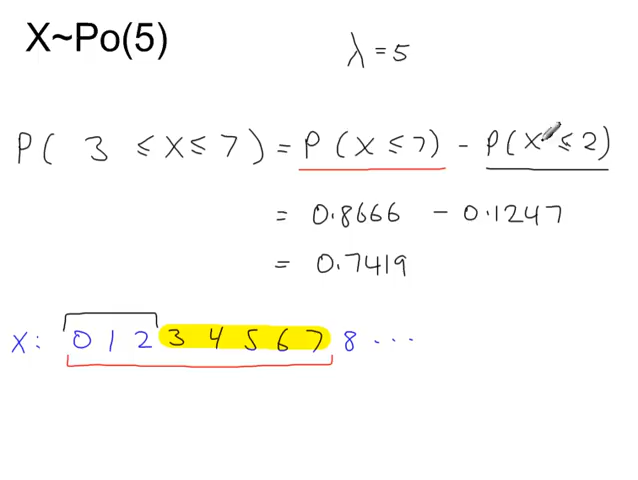 X~Po(5)
λ = 5
P( 3 ≤ X ≤ 7 ) = P ( X ≤ 7 ) - P( X ≤ 2 )
= 0.8666 - 0.1247
= 0.7419
X: 0 1 2 3 4 5 6 7 8 ...